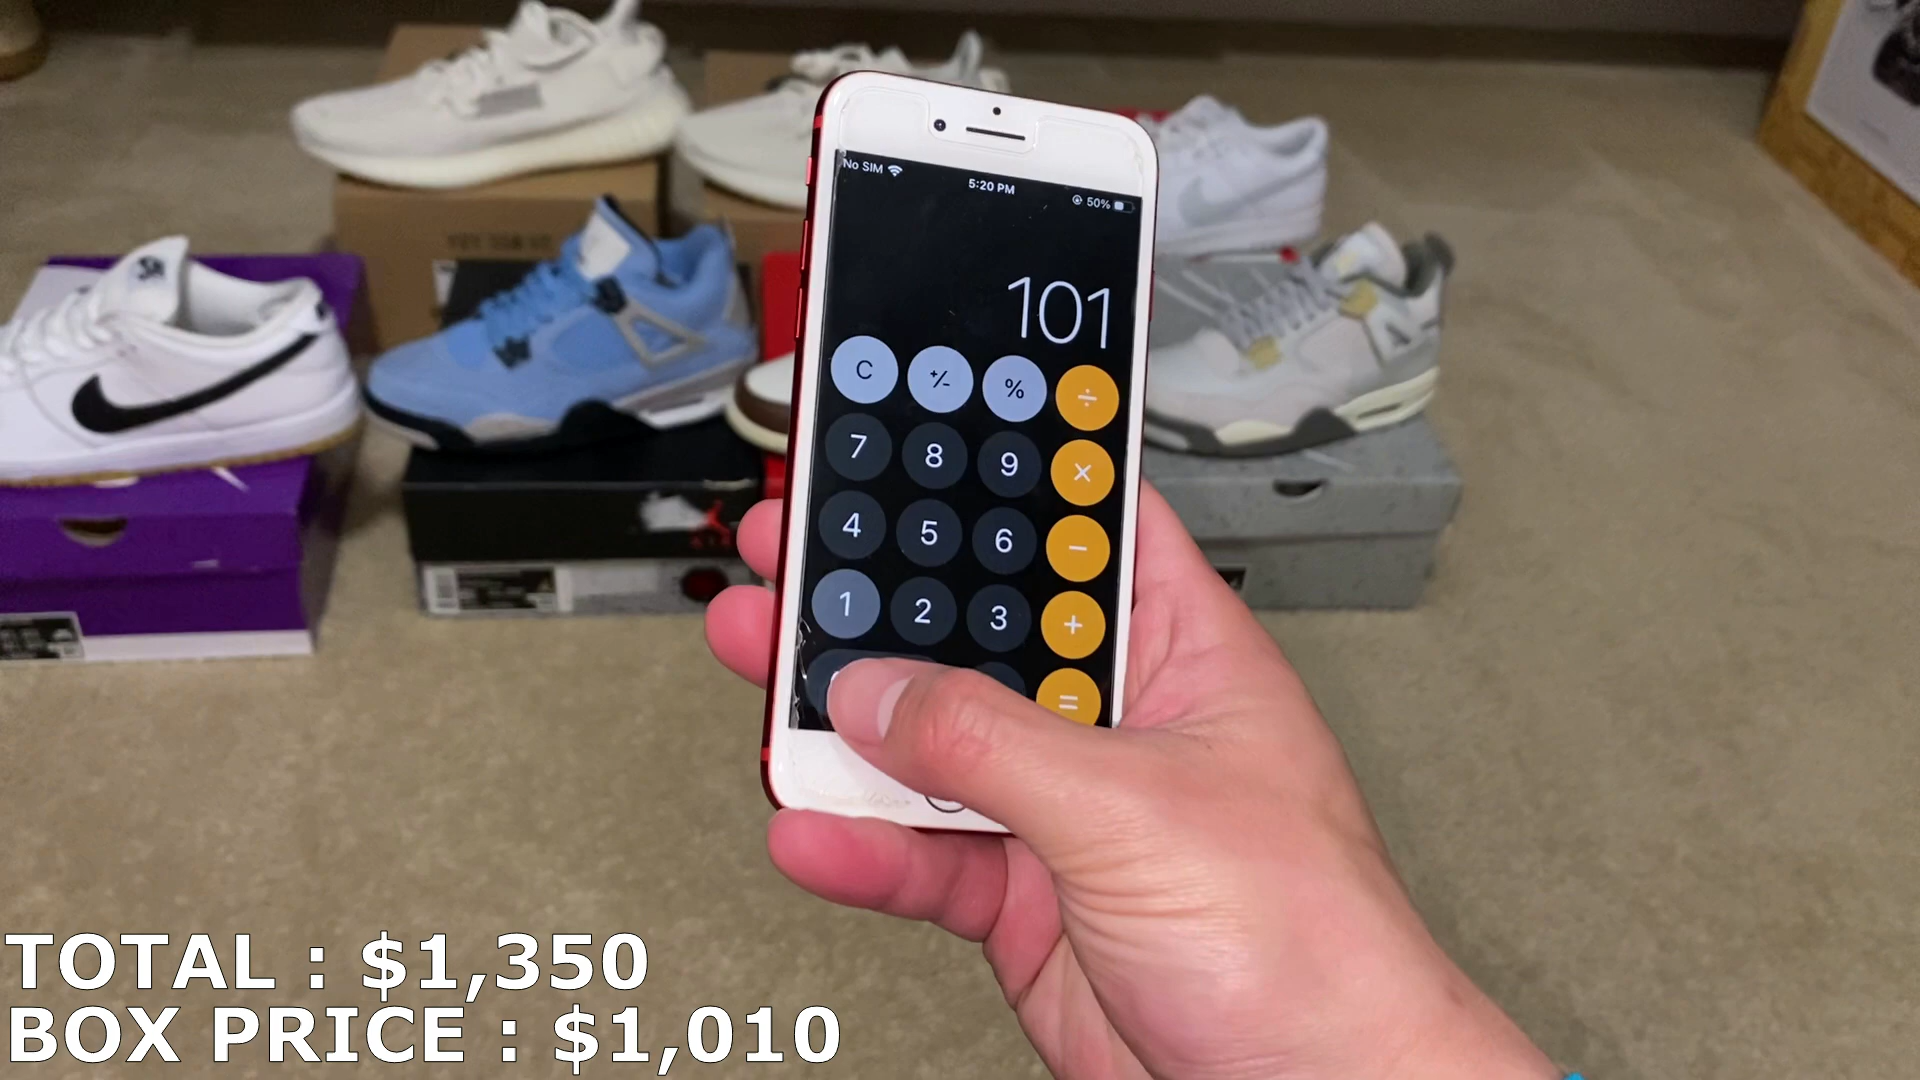 No SIM
5:20 PM
50%
101
C +/- % ÷
7 8 9 ×
4 5 6 −
1 2 3 +
=
TOTAL : $1,350
BOX PRICE : $1,010